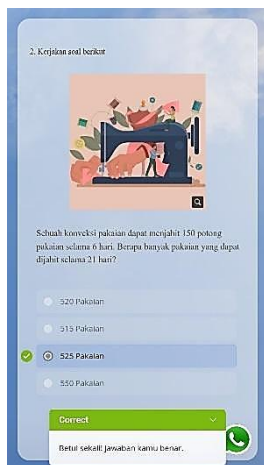 2. Kerjakan soal berikut
Sebuah konveksi pakaian dapat menjahit 150 potong
pakaian selama 6 hari. Berapa banyak pakaian yang dapat
dijahit selama 21 hari?
520 Pakaian
515 Pakaian
525 Pakaian
550 Pakaian
Correct
Betul sekali! Jawaban kamu benar.